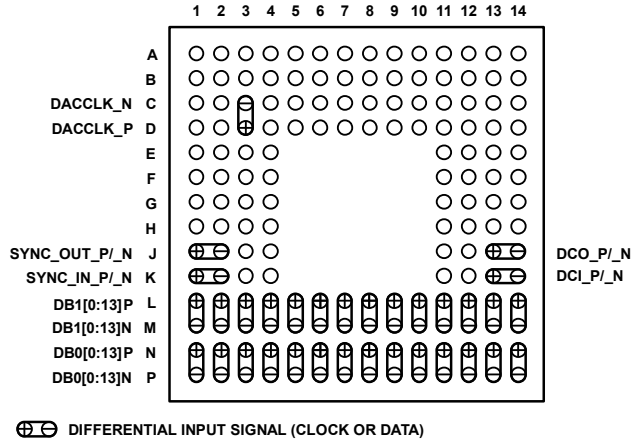 1 2 3 4 5 6 7 8 9 10 11 12 13 14
A
B
DACCLK_N C
DACCLK_P D
E
F
G
H
SYNC_OUT_P/_N J DCO_P/_N
SYNC_IN_P/_N K DCI_P/_N
DB1[0:13]P L
DB1[0:13]N M
DB0[0:13]P N
DB0[0:13]N P
DIFFERENTIAL INPUT SIGNAL (CLOCK OR DATA)